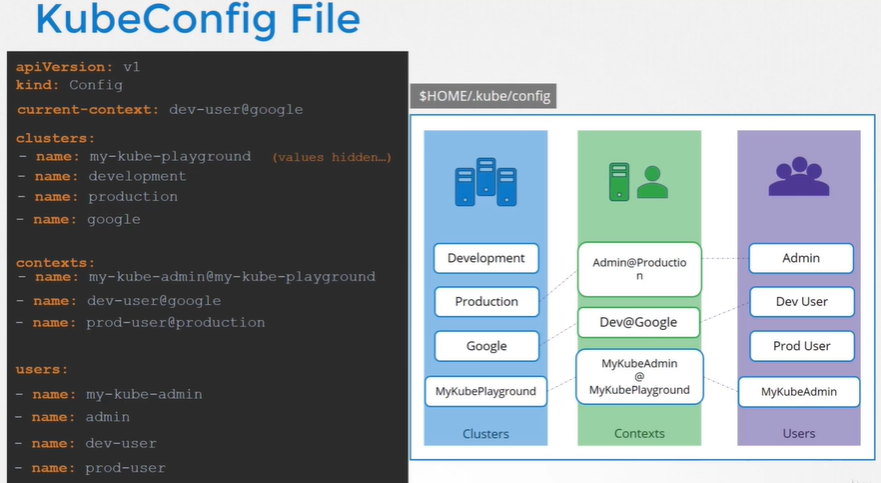 KubeConfig File
apiVersion: v1
kind: Config
current-context: dev-user@google
clusters:
- name: my-kube-playground (values hidden…)
- name: development
- name: production
- name: google
contexts:
- name: my-kube-admin@my-kube-playground
- name: dev-user@google
- name: prod-user@production
users:
- name: my-kube-admin
- name: admin
- name: dev-user
- name: prod-user
$HOME/.kube/config
Development
Production
Google
MyKubePlayground
Clusters
Admin@Productio
n
Dev@Google
MyKubeAdmin
@
MyKubePlayground
Contexts
Admin
Dev User
Prod User
MyKubeAdmin
Users